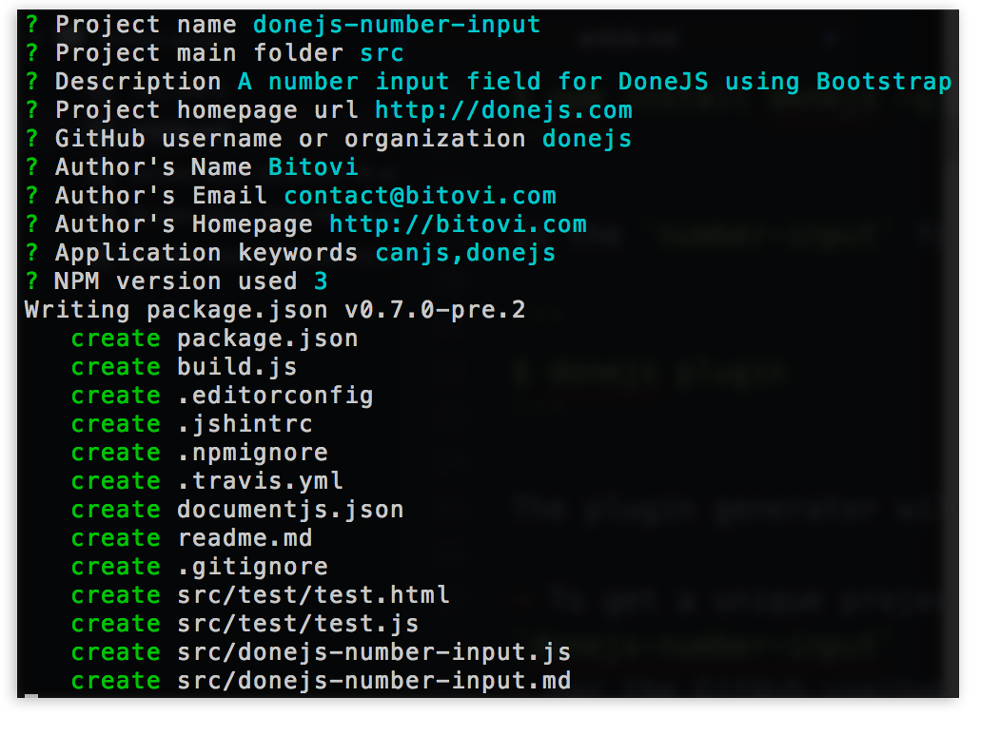 ? Project name donejs-number-input
? Project main folder src
? Description A number input field for DoneJS using Bootstrap
? Project homepage url http://donejs.com
? GitHub username or organization donejs
? Author's Name Bitovi
? Author's Email contact@bitovi.com
? Author's Homepage http://bitovi.com
? Application keywords canjs,donejs
? NPM version used 3
Writing package.json v0.7.0-pre.2
create package.json
create build.js
create .editorconfig
create .jshintrc
create .npmignore
create .travis.yml
create documentjs.json
create readme.md
create .gitignore
create src/test/test.html
create src/test/test.js
create src/donejs-number-input.js
create src/donejs-number-input.md